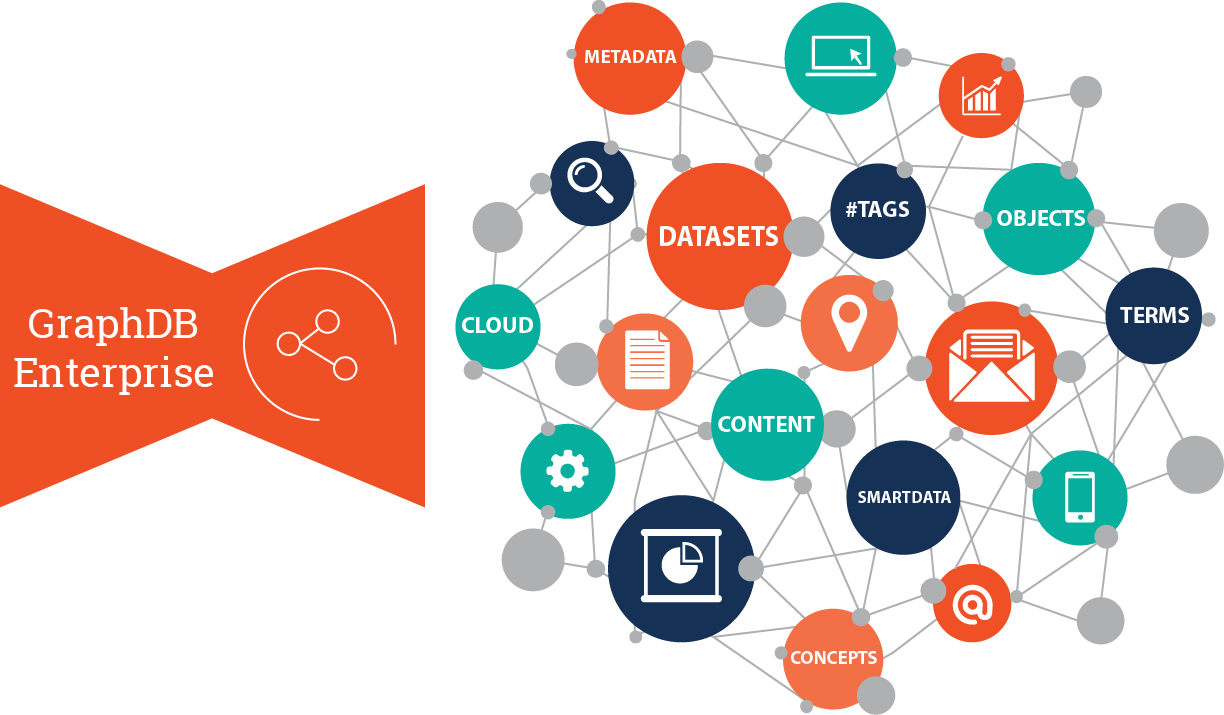 GraphDB
Enterprise
METADATA
DATASETS
#TAGS
OBJECTS
CLOUD
TERMS
CONTENT
SMARTDATA
CONCEPTS